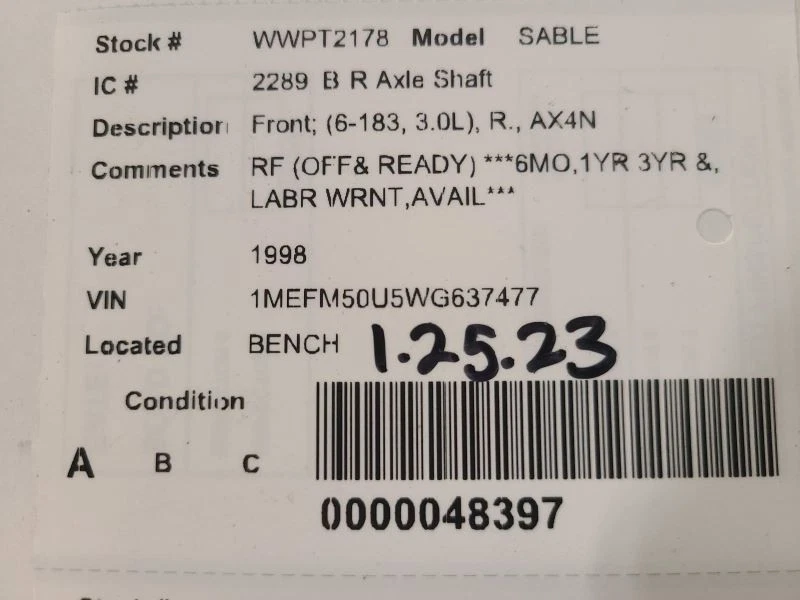 Stock # WWPT2178 Model SABLE
IC # 2289 B R Axle Shaft
Description Front; (6-183, 3.0L), R., AX4N
Comments RF (OFF& READY) ***6MO,1YR 3YR &,
LABR WRNT,AVAIL***
Year 1998
VIN 1MEFM50U5WG637477
Located BENCH 1.25.23
Condition
A B C
0000048397